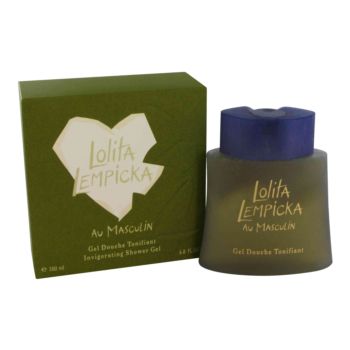 Lolita
LEMPICKA
AU MASCULIN
Gel Douche Tonifiant
Invigorating Shower Gel
Lolita
LEMPICKA
AU MASCULIN
Gel Douche Tonifiant